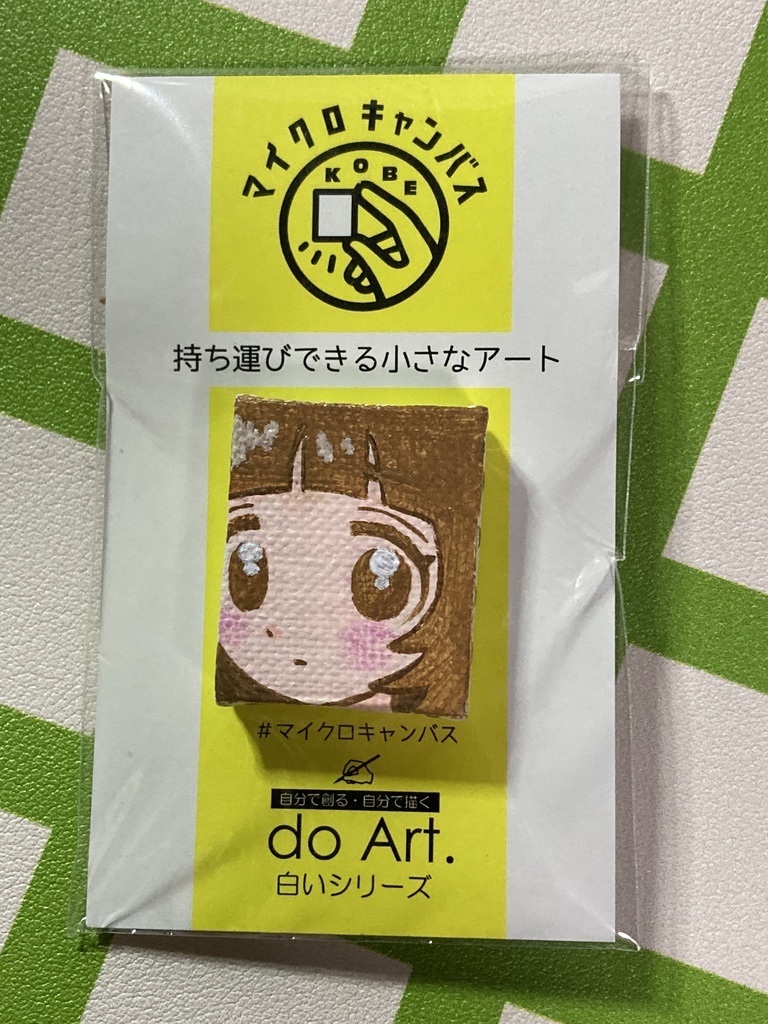 マイクロキャンバス
KOBE
持ち運びできる小さなアート
#マイクロキャンバス
自分で創る・自分で描く
do Art.
白いシリーズ